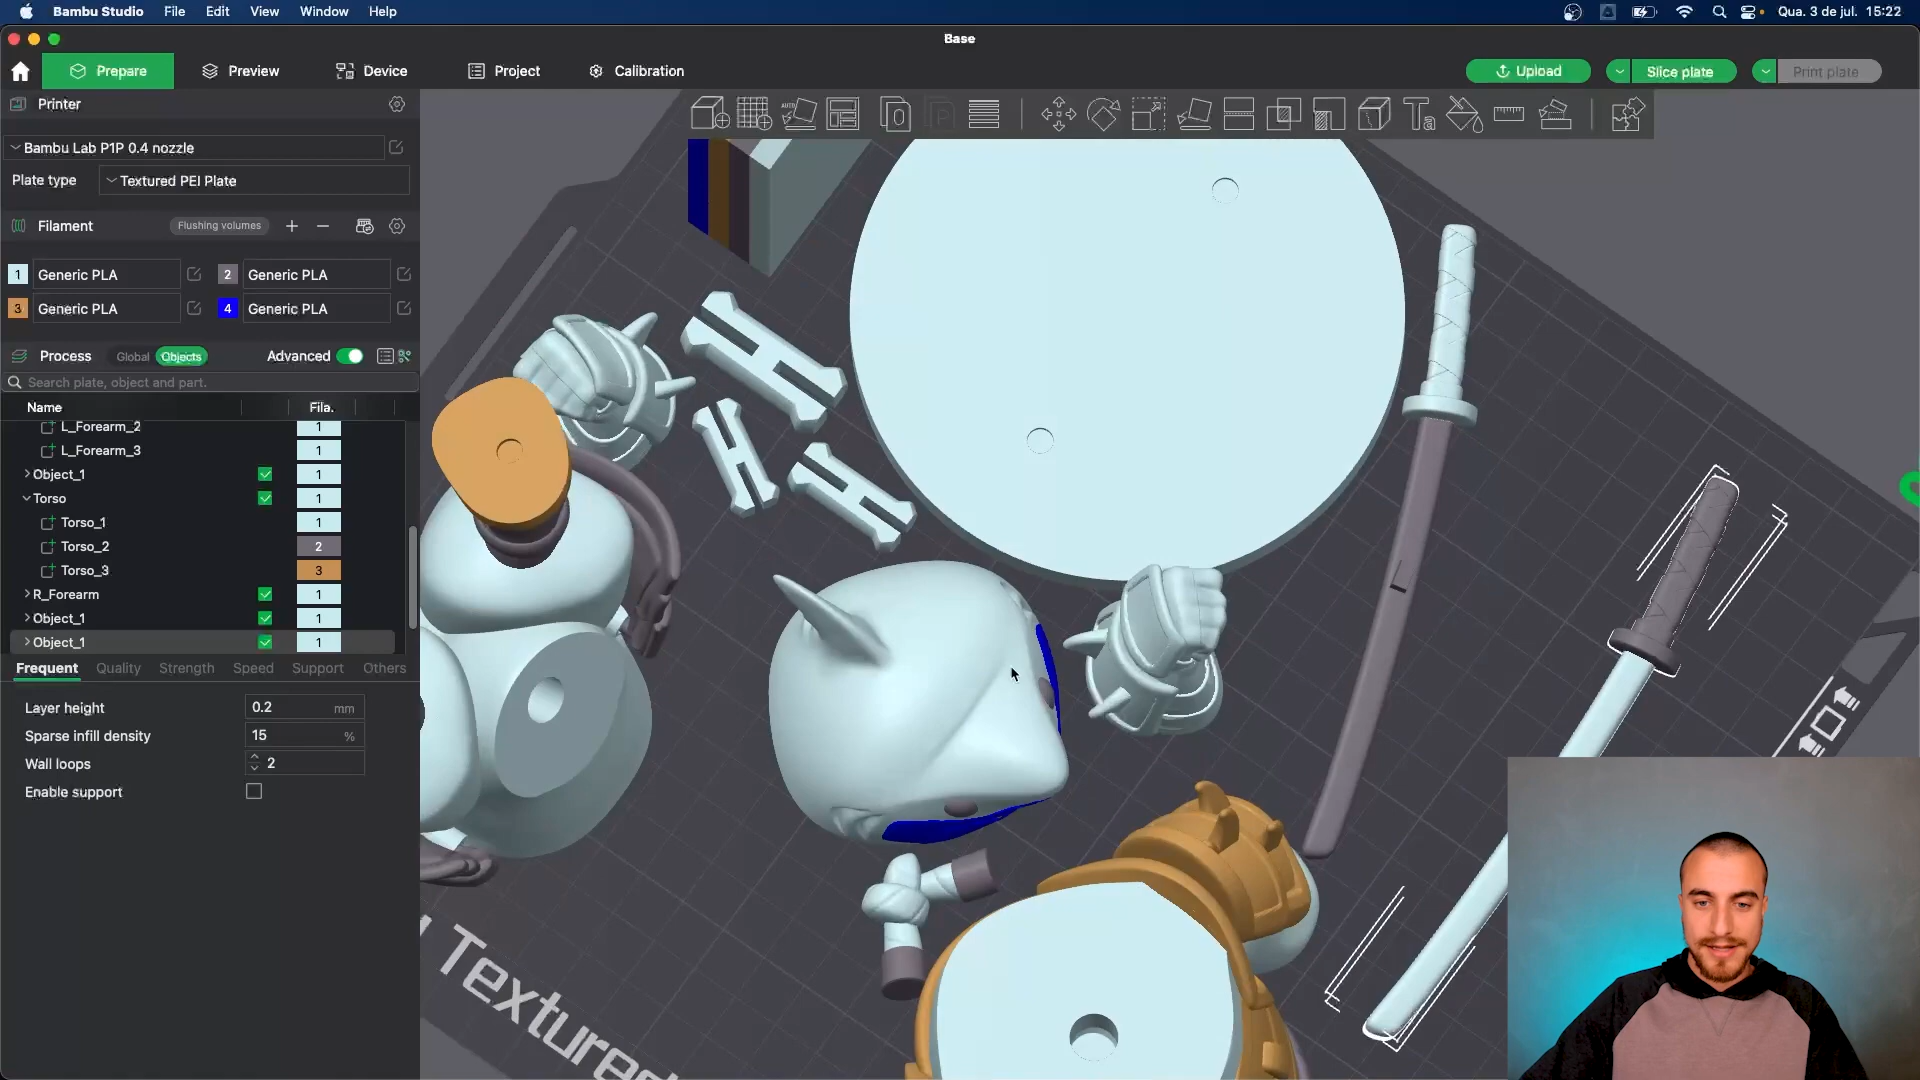 Bambu Studio File Edit View Window Help Qua. 3 de jul. 15:22
Base
Prepare Preview Device Project Calibration Upload Slice plate Print plate
Printer
Bambu Lab P1P 0.4 nozzle
Plate type Textured PEI Plate
Filament Flushing volumes
1 Generic PLA 2 Generic PLA
3 Generic PLA 4 Generic PLA
Process Global Objects Advanced
Search plate, object and part.
Name Fila.
L_Forearm_2 1
L_Forearm_3 1
Object_1 1
Torso 1
Torso_1 1
Torso_2 2
Torso_3 3
R_Forearm 1
Object_1 1
Object_1 1
Frequent Quality Strength Speed Support Others
Layer height 0.2 mm
Sparse infill density 15 %
Wall loops 2
Enable support
Textured